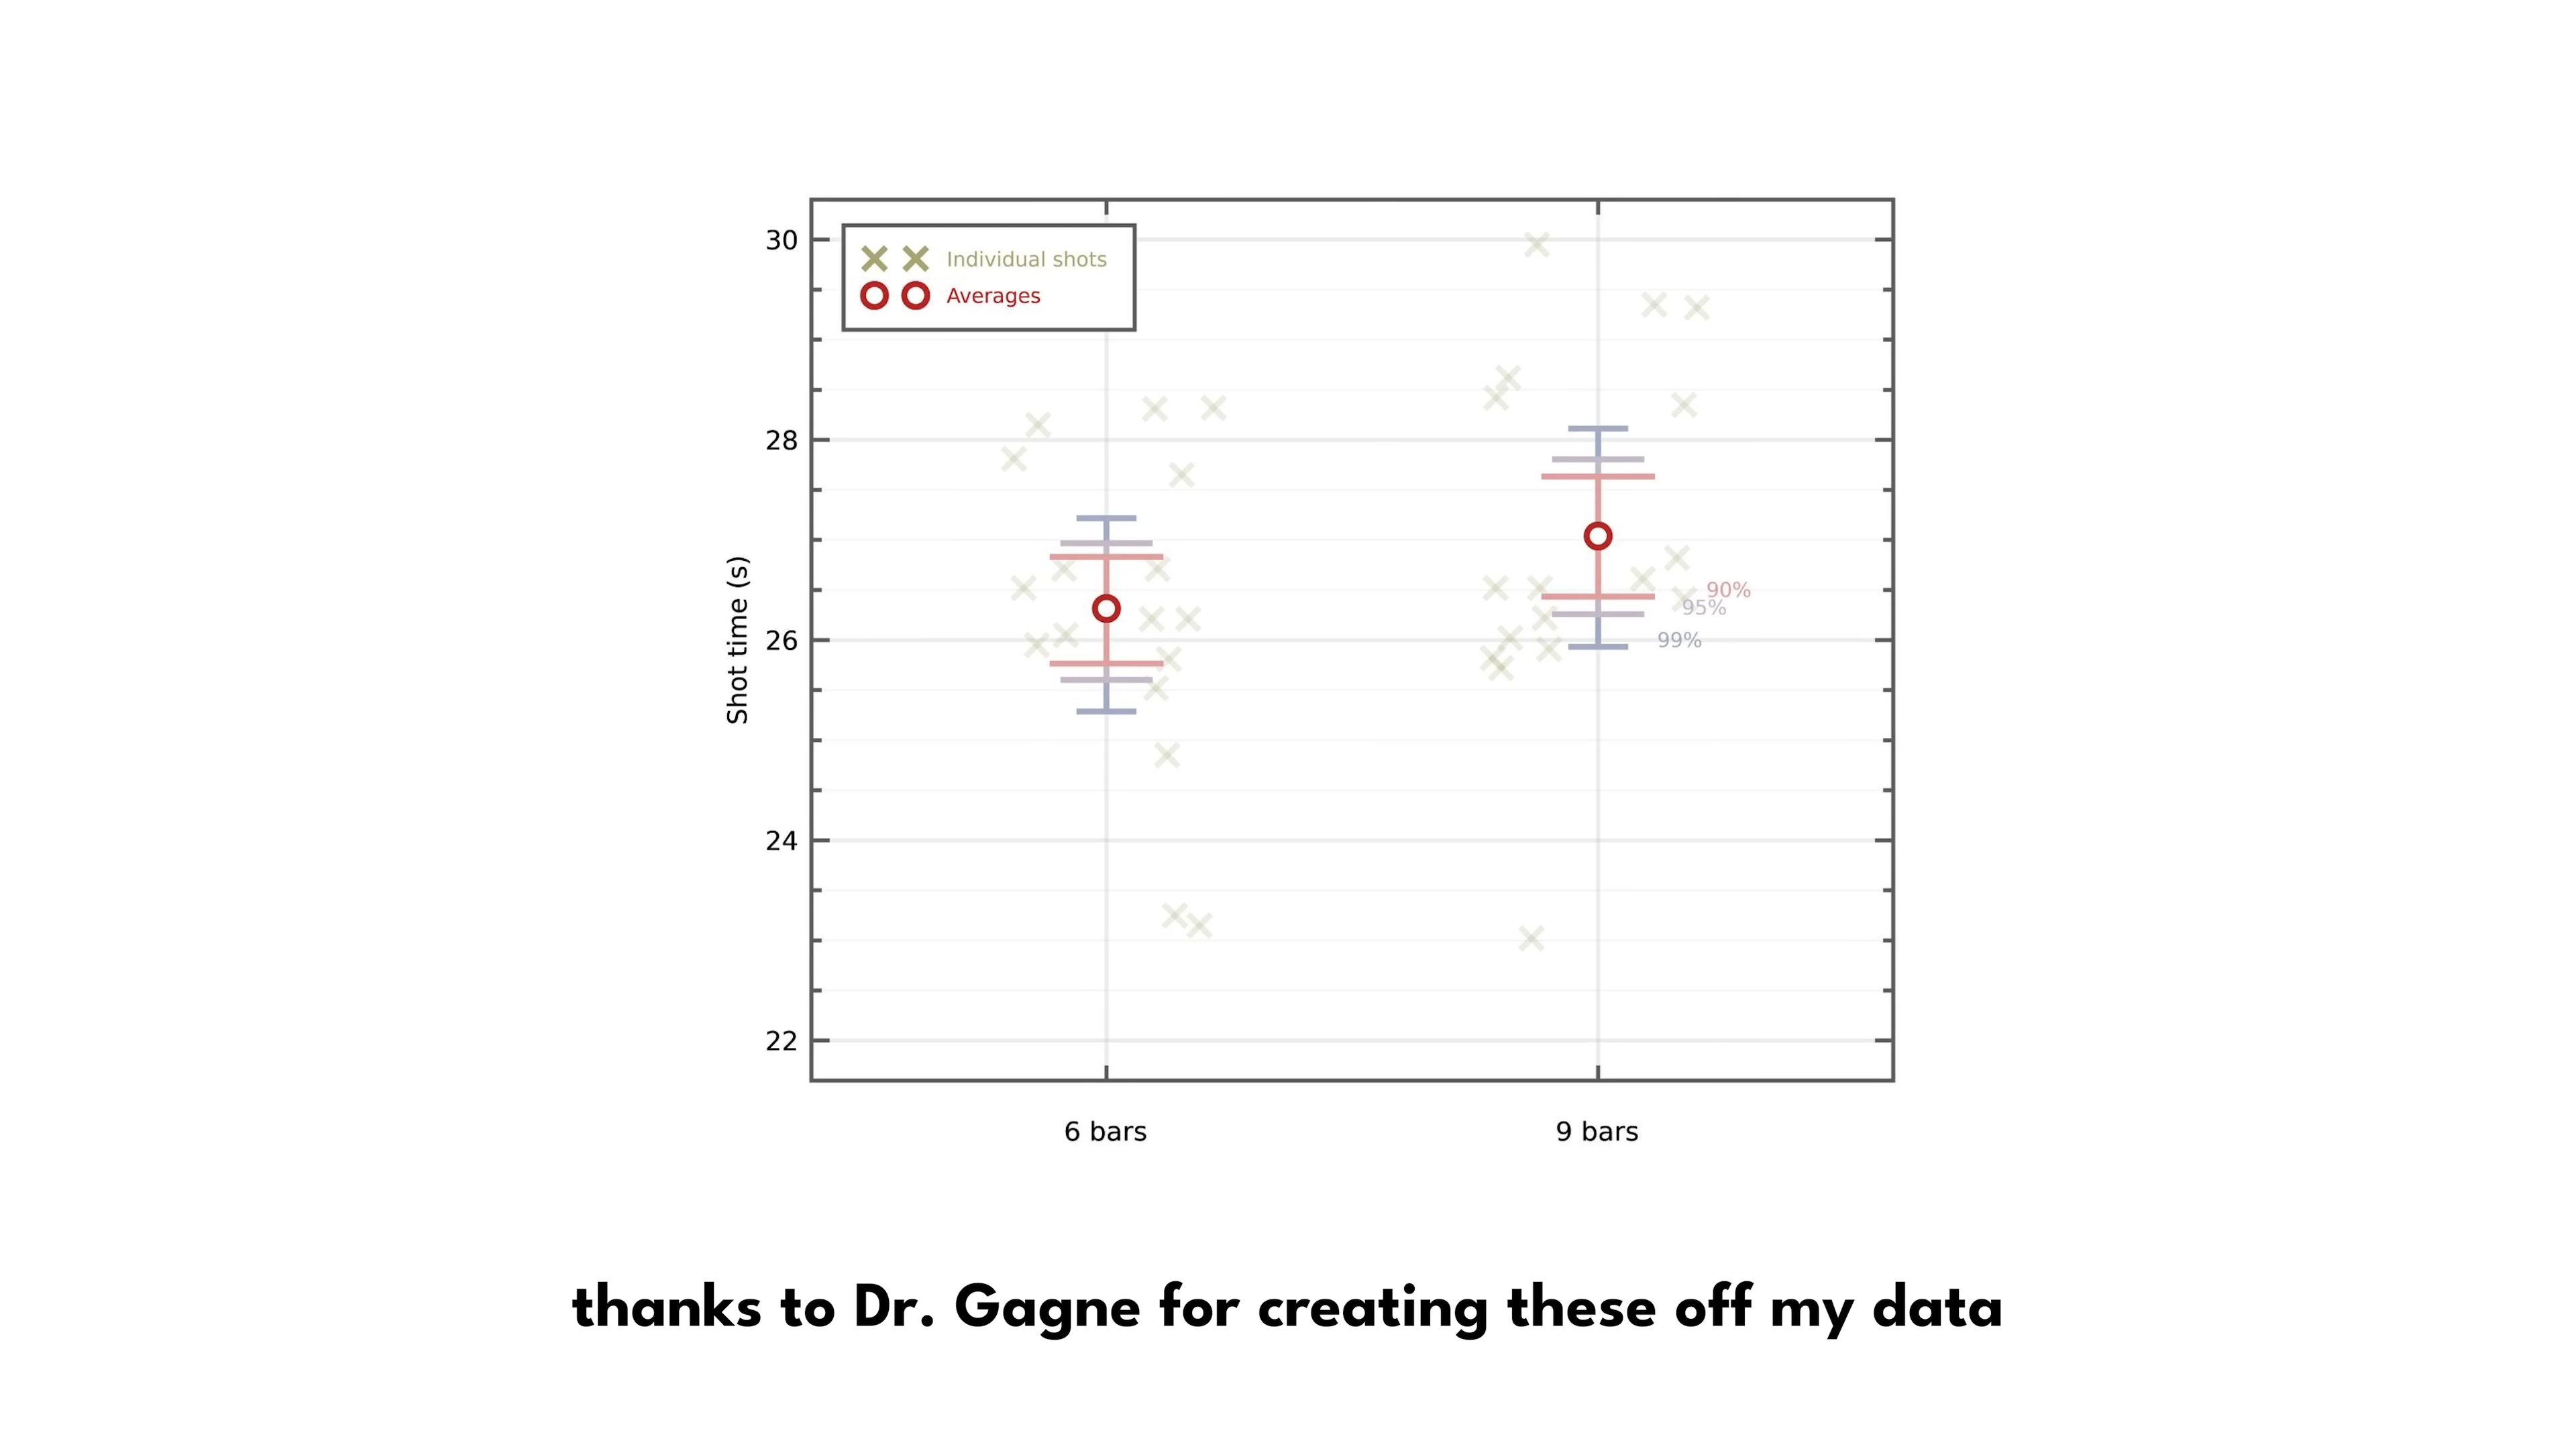 30
28
26
24
22
Shot time (s)
Individual shots
Averages
90%
95%
99%
6 bars
9 bars
thanks to Dr. Gagne for creating these off my data